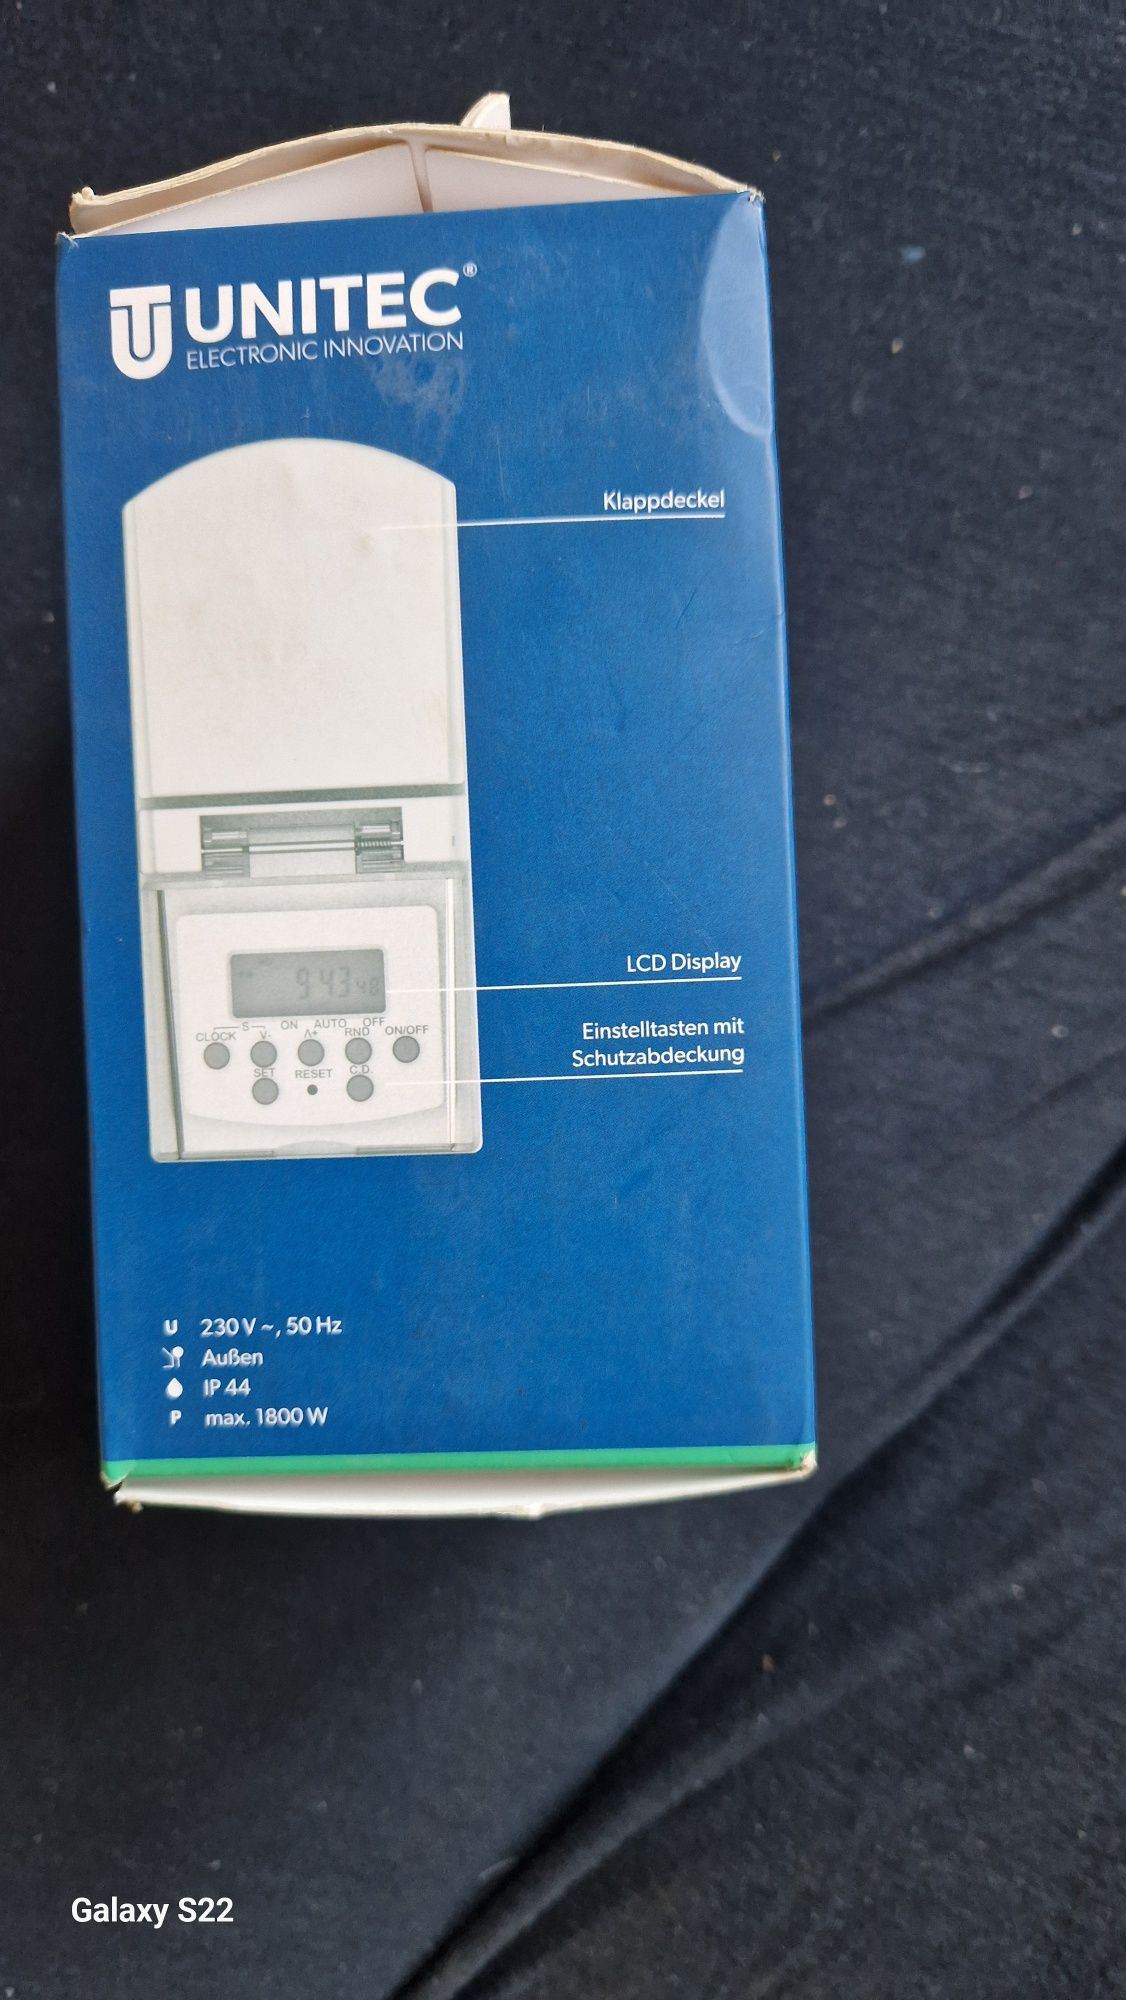 UNITEC®
ELECTRONIC INNOVATION
Klappdeckel
LCD Display
9:43 48
Einstelltasten mit
Schutzabdeckung
S ON AUTO OFF
CLOCK V- Λ+ RND ON/OFF
SET RESET C.D.
U 230 V ~, 50 Hz
Außen
IP 44
P max. 1800 W
Galaxy S22